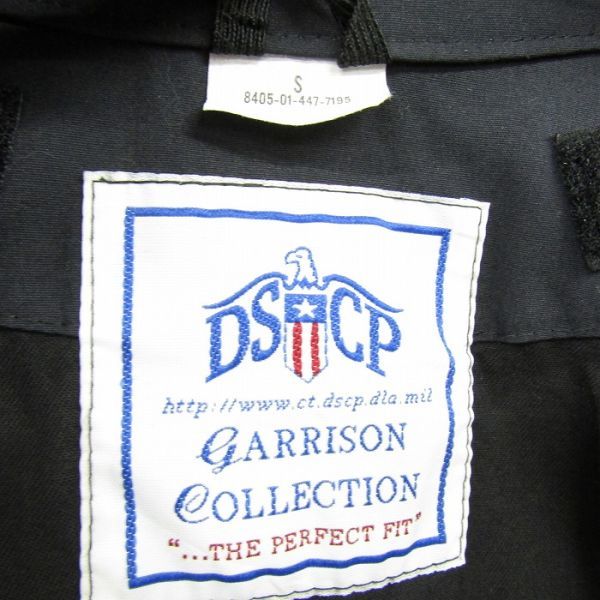 S
8405-01-447-7195
DSCP
http://www.ct.dscp.dla.mil
GARRISON
COLLECTION
"...THE PERFECT FIT"